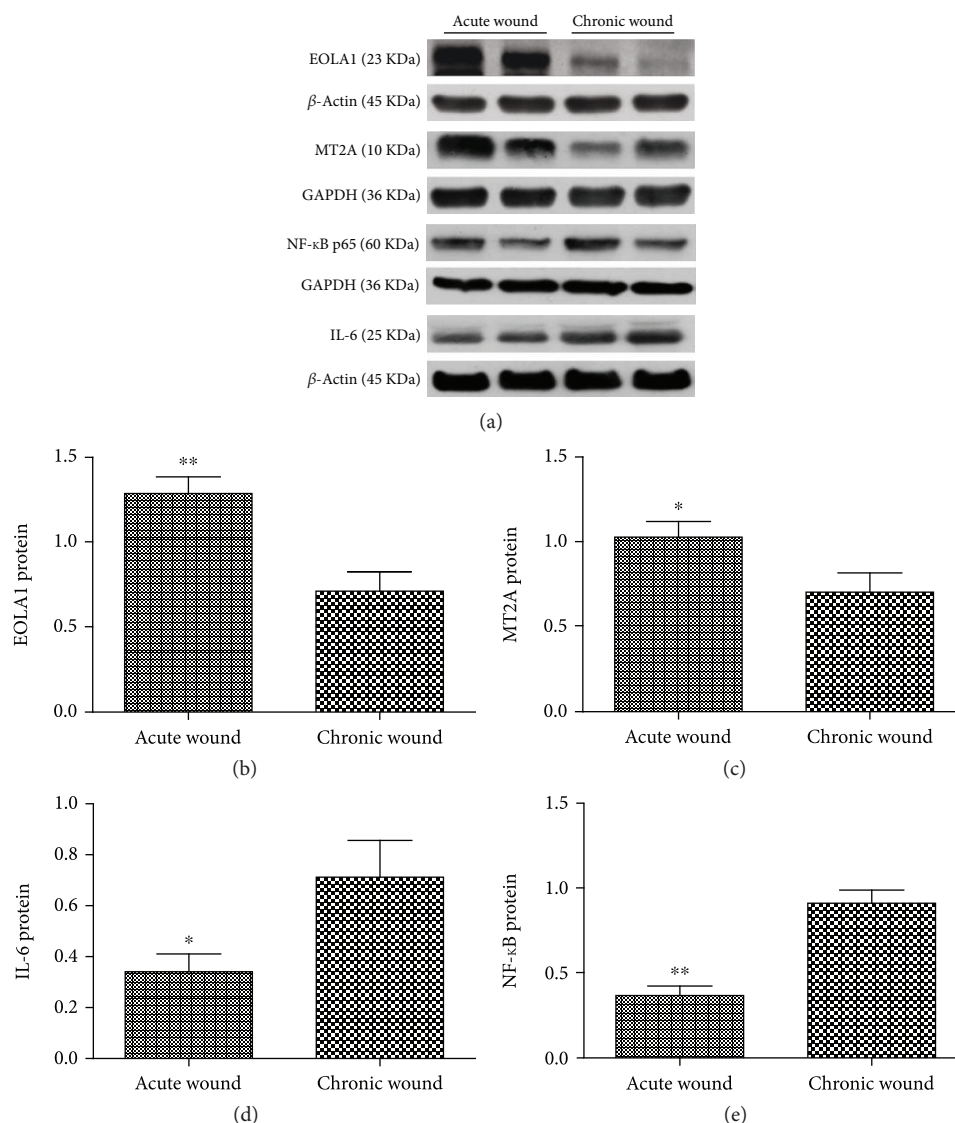 Acute wound Chronic wound
EOLA1 (23 KDa)
β-Actin (45 KDa)
MT2A (10 KDa)
GAPDH (36 KDa)
NF-κB p65 (60 KDa)
GAPDH (36 KDa)
IL-6 (25 KDa)
β-Actin (45 KDa)
(a)
EOLA1 protein
1.5
1.0
0.5
0.0
**
Acute wound Chronic wound
(b)
MT2A protein
1.5
1.0
0.5
0.0
*
Acute wound Chronic wound
(c)
IL-6 protein
1.0
0.8
0.6
0.4
0.2
0.0
*
Acute wound Chronic wound
(d)
NF-κB protein
1.5
1.0
0.5
0.0
**
Acute wound Chronic wound
(e)